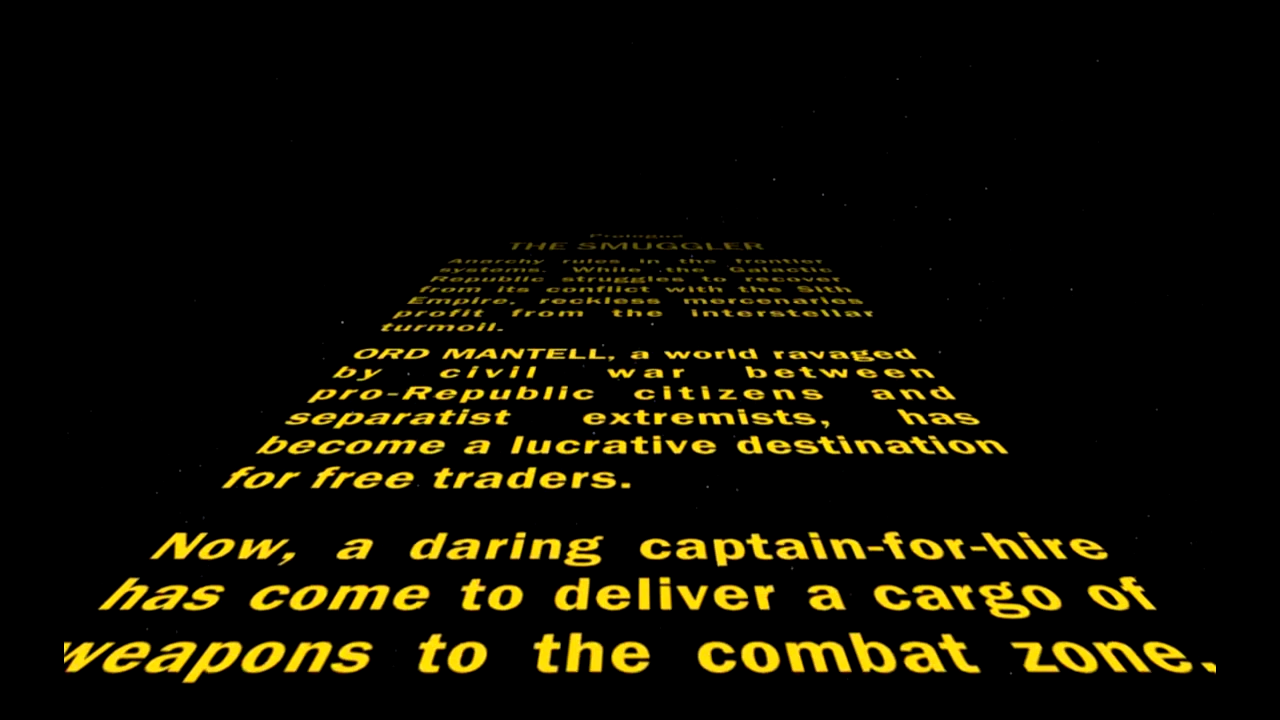 Prologue
THE SMUGGLER
Anarchy rules in the frontier
systems. While the Galactic
Republic struggles to recover
from its conflict with the Sith
Empire, reckless mercenaries
profit from the interstellar
turmoil.
ORD MANTELL, a world ravaged
by civil war between
pro-Republic citizens and
separatist extremists, has
become a lucrative destination
for free traders.
Now, a daring captain-for-hire
has come to deliver a cargo of
weapons to the combat zone.